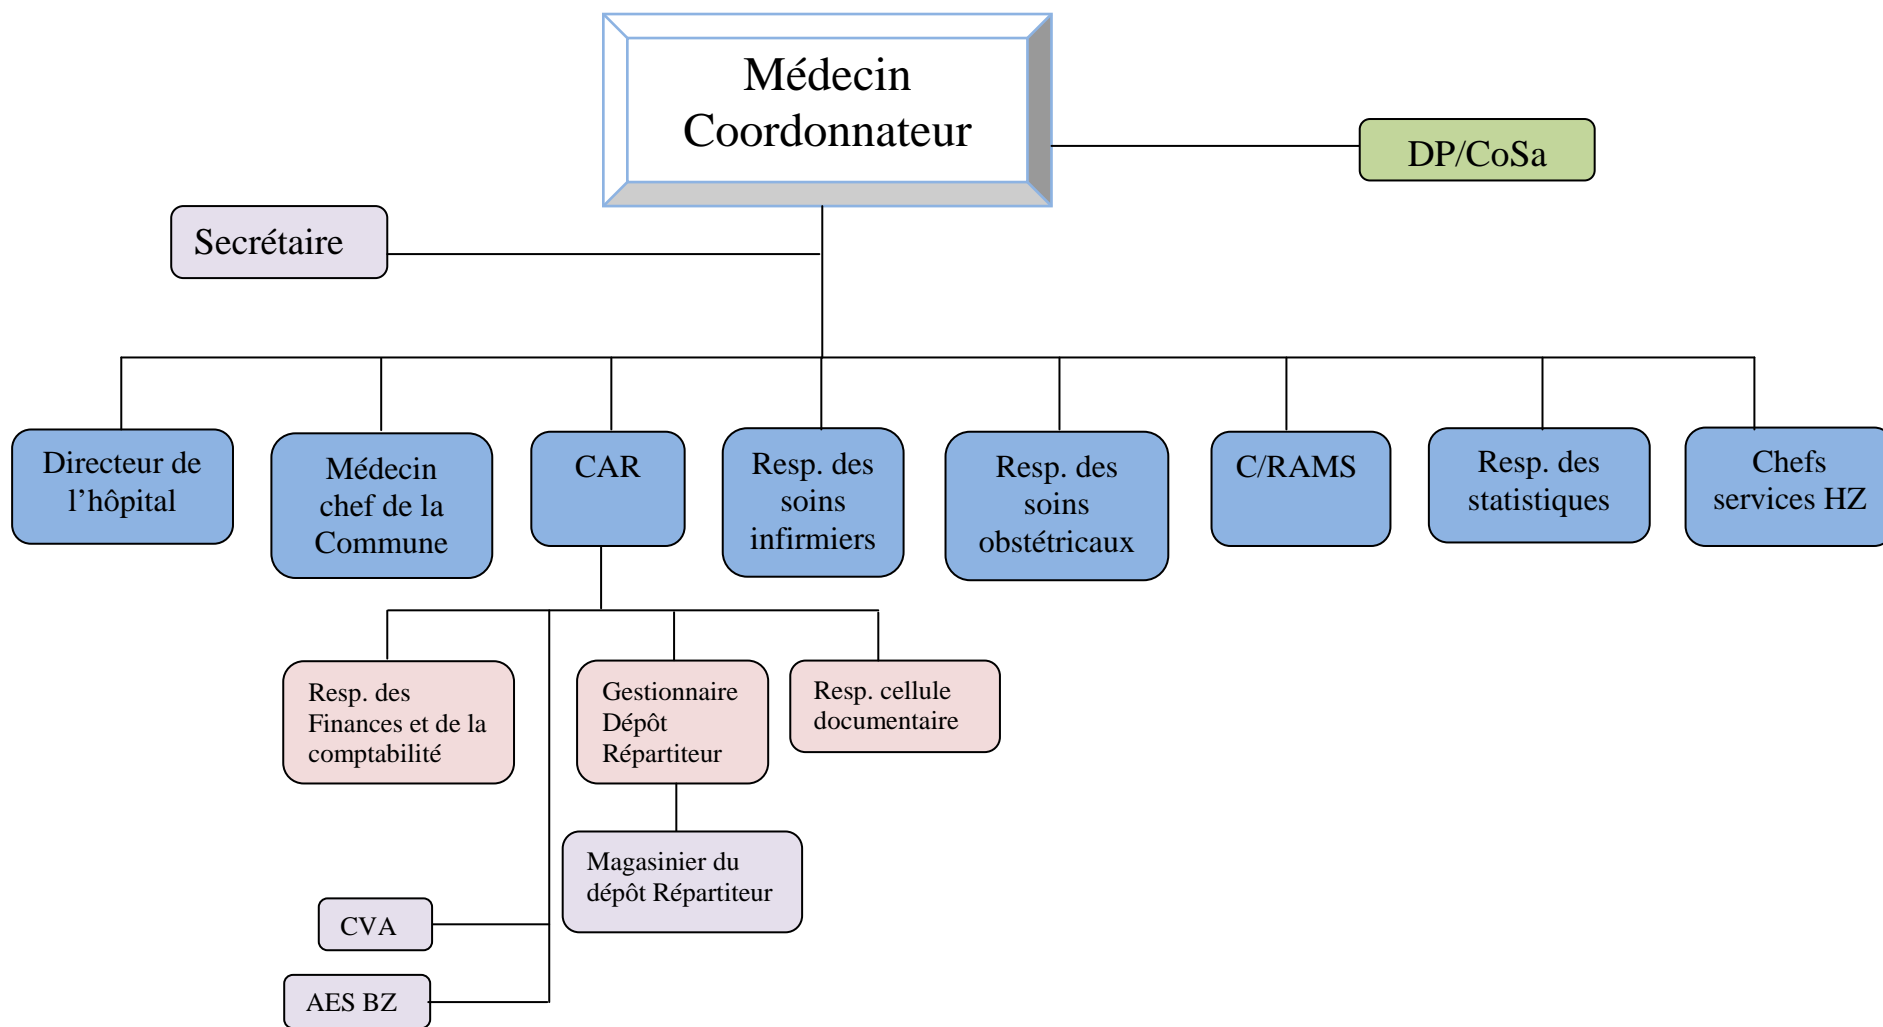 Médecin
Coordonnateur
DP/CoSa
Secrétaire
Directeur de
l’hôpital
Médecin
chef de la
Commune
CAR
Resp. des
soins
infirmiers
Resp. des
soins
obstétricaux
C/RAMS
Resp. des
statistiques
Chefs
services HZ
Resp. des
Finances et de la
comptabilité
Gestionnaire
Dépôt
Répartiteur
Resp. cellule
documentaire
Magasinier du
dépôt Répartiteur
CVA
AES BZ